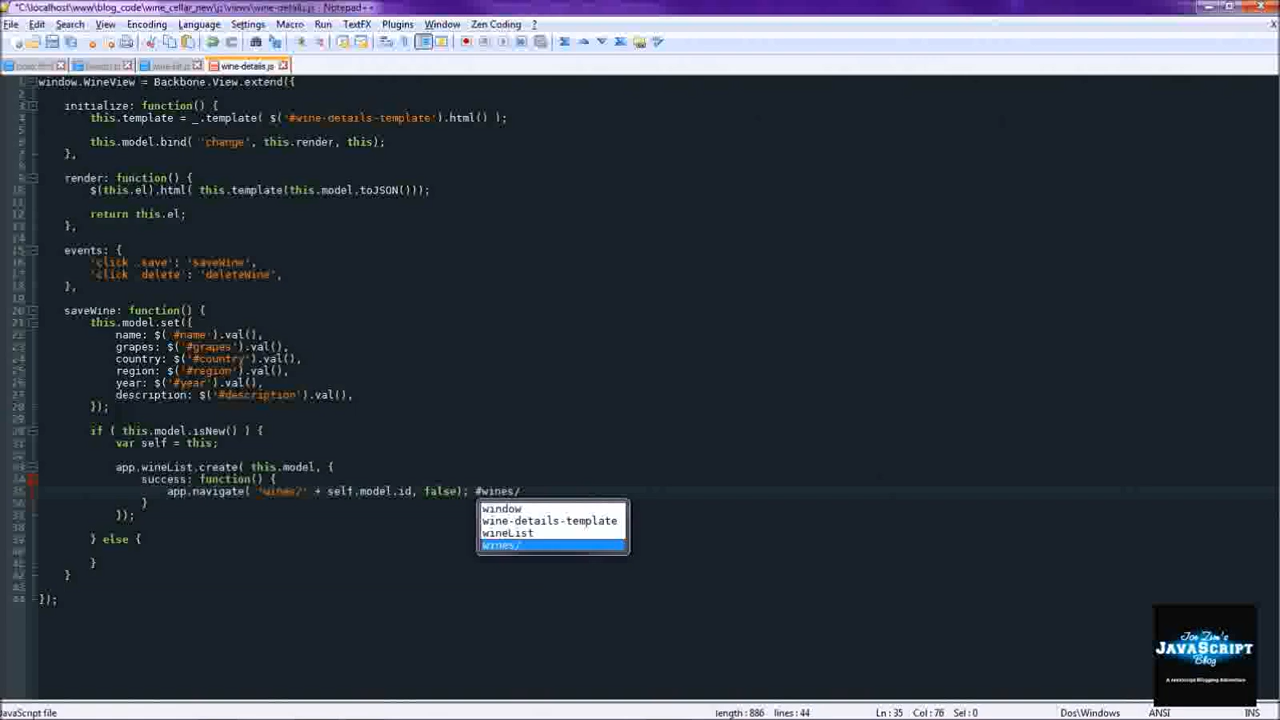 *C:\localhost\www\blog_code\wine_cellar_new\js\views\wine-details.js - Notepad++
File Edit Search View Encoding Language Settings Macro Run TextFX Plugins Window Zen Coding ?
wine-details.js
window.WineView = Backbone.View.extend({
initialize: function() {
this.template = _.template( $('#wine-details-template').html() );
this.model.bind( 'change', this.render, this);
},
render: function() {
$(this.el).html( this.template(this.model.toJSON()));
return this.el;
},
events: {
'click .save': 'saveWine',
'click .delete': 'deleteWine',
},
saveWine: function() {
this.model.set({
name: $('#name').val(),
grapes: $('#grapes').val(),
country: $('#country').val(),
region: $('#region').val(),
year: $('#year').val(),
description: $('#description').val(),
});
if ( this.model.isNew() ) {
var self = this;
app.wineList.create( this.model, {
success: function() {
app.navigate( 'wines/' + self.model.id, false); #wines/
}
});
} else {
}
}
});
window
wine-details-template
wineList
wines/
Jon Zim's
JavaScript
Blog
A JavaScript Blogging Adventure
JavaScript file length : 886 lines : 44 Ln : 35 Col : 76 Sel : 0 Dos\Windows ANSI INS